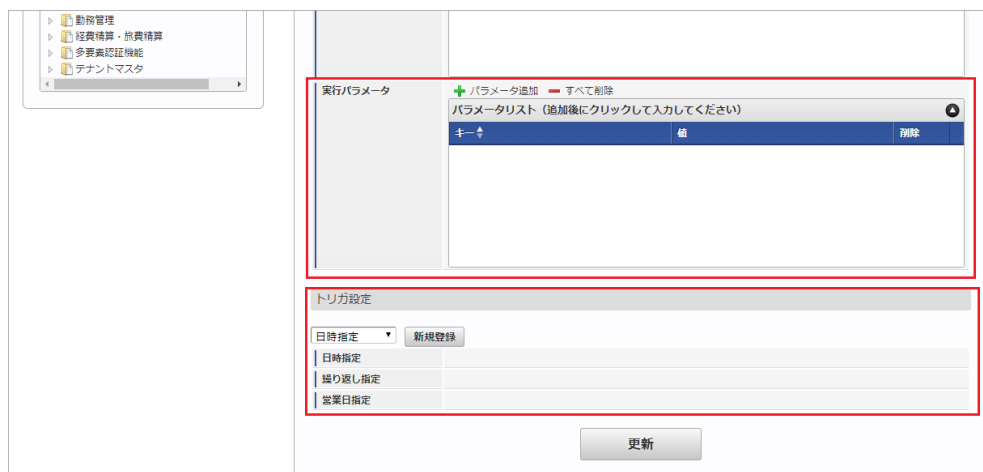 勤務管理
経費精算・旅費精算
多要素認証機能
テナントマスタ
実行パラメータ
パラメータ追加 すべて削除
パラメータリスト（追加後にクリックして入力してください）
キー 値 削除
トリガ設定
日時指定 新規登録
日時指定
繰り返し指定
営業日指定
更新